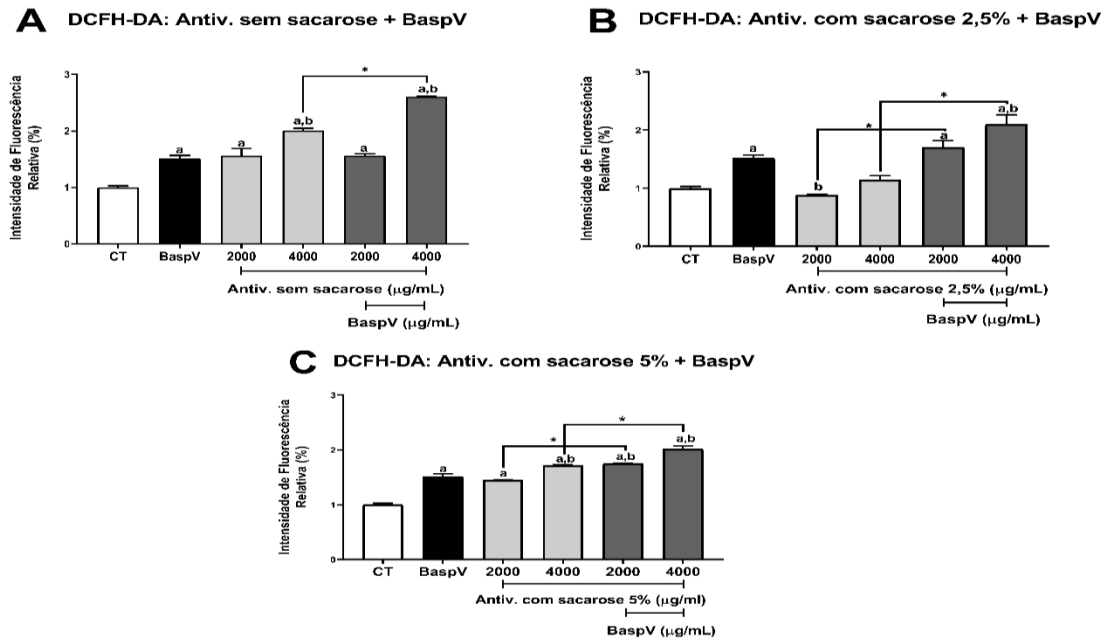 A DCFH-DA: Antiv. sem sacarose + BaspV
Intensidade de Fluorescência
Relativa (%)
3
2
1
0
*
a
a
a,b
a
a,b
CT BaspV 2000 4000 2000 4000
Antiv. sem sacarose (μg/mL)
BaspV (μg/mL)
B DCFH-DA: Antiv. com sacarose 2,5% + BaspV
Intensidade de Fluorescência
Relativa (%)
3
2
1
0
*
*
a
b
a
a,b
CT BaspV 2000 4000 2000 4000
Antiv. com sacarose 2,5% (μg/mL)
BaspV (μg/mL)
C DCFH-DA: Antiv. com sacarose 5% + BaspV
Intensidade de Fluorescência
Relativa (%)
3
2
1
0
*
*
a
a
a,b
a,b
a,b
CT BaspV 2000 4000 2000 4000
Antiv. com sacarose 5% (μg/ml)
BaspV (μg/mL)